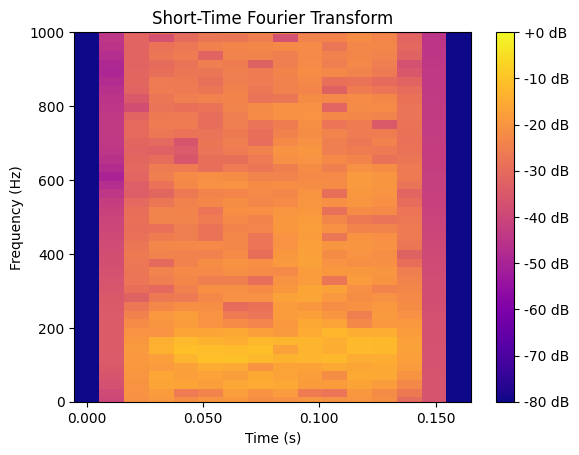 Short-Time Fourier Transform
1000
800
600
400
200
0
Frequency (Hz)
0.000
0.050
0.100
0.150
Time (s)
+0 dB
-10 dB
-20 dB
-30 dB
-40 dB
-50 dB
-60 dB
-70 dB
-80 dB